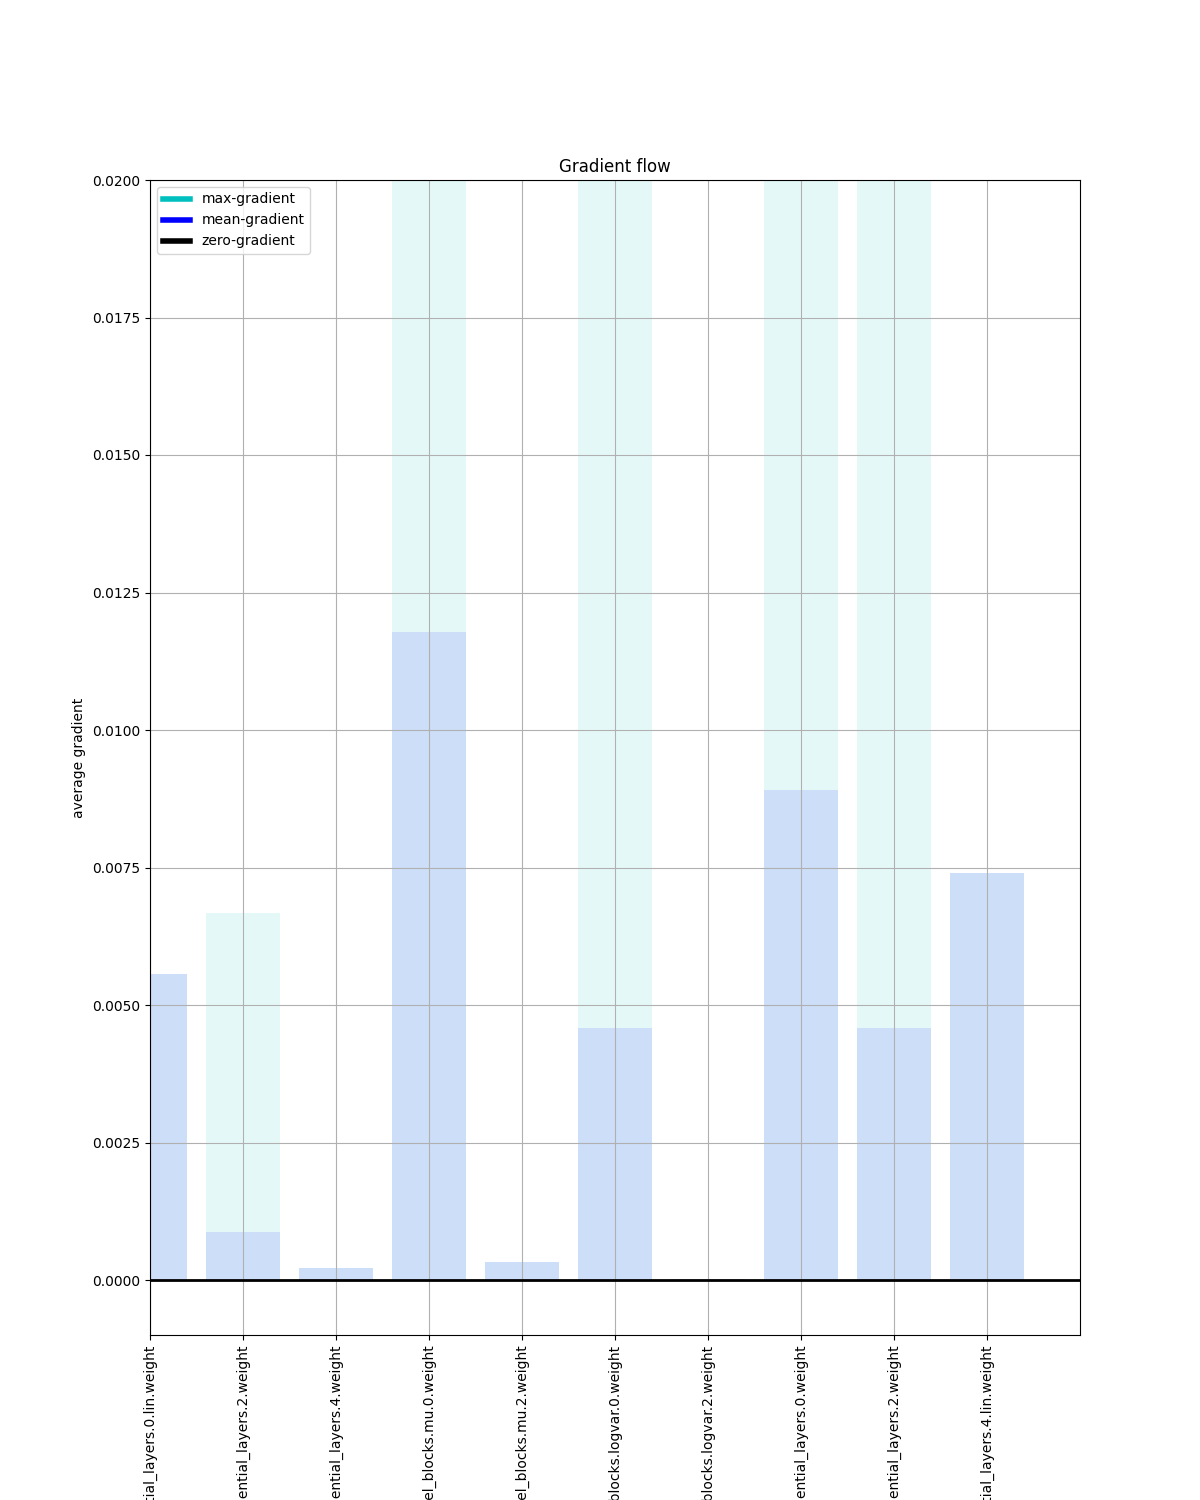 Gradient flow
max-gradient
mean-gradient
zero-gradient
0.0200
0.0175
0.0150
0.0125
0.0100
0.0075
0.0050
0.0025
0.0000
average gradient
tial_layers.0.lin.weight
ential_layers.2.weight
ential_layers.4.weight
el_blocks.mu.0.weight
el_blocks.mu.2.weight
blocks.logvar.0.weight
blocks.logvar.2.weight
ential_layers.0.weight
ential_layers.2.weight
tial_layers.4.lin.weight